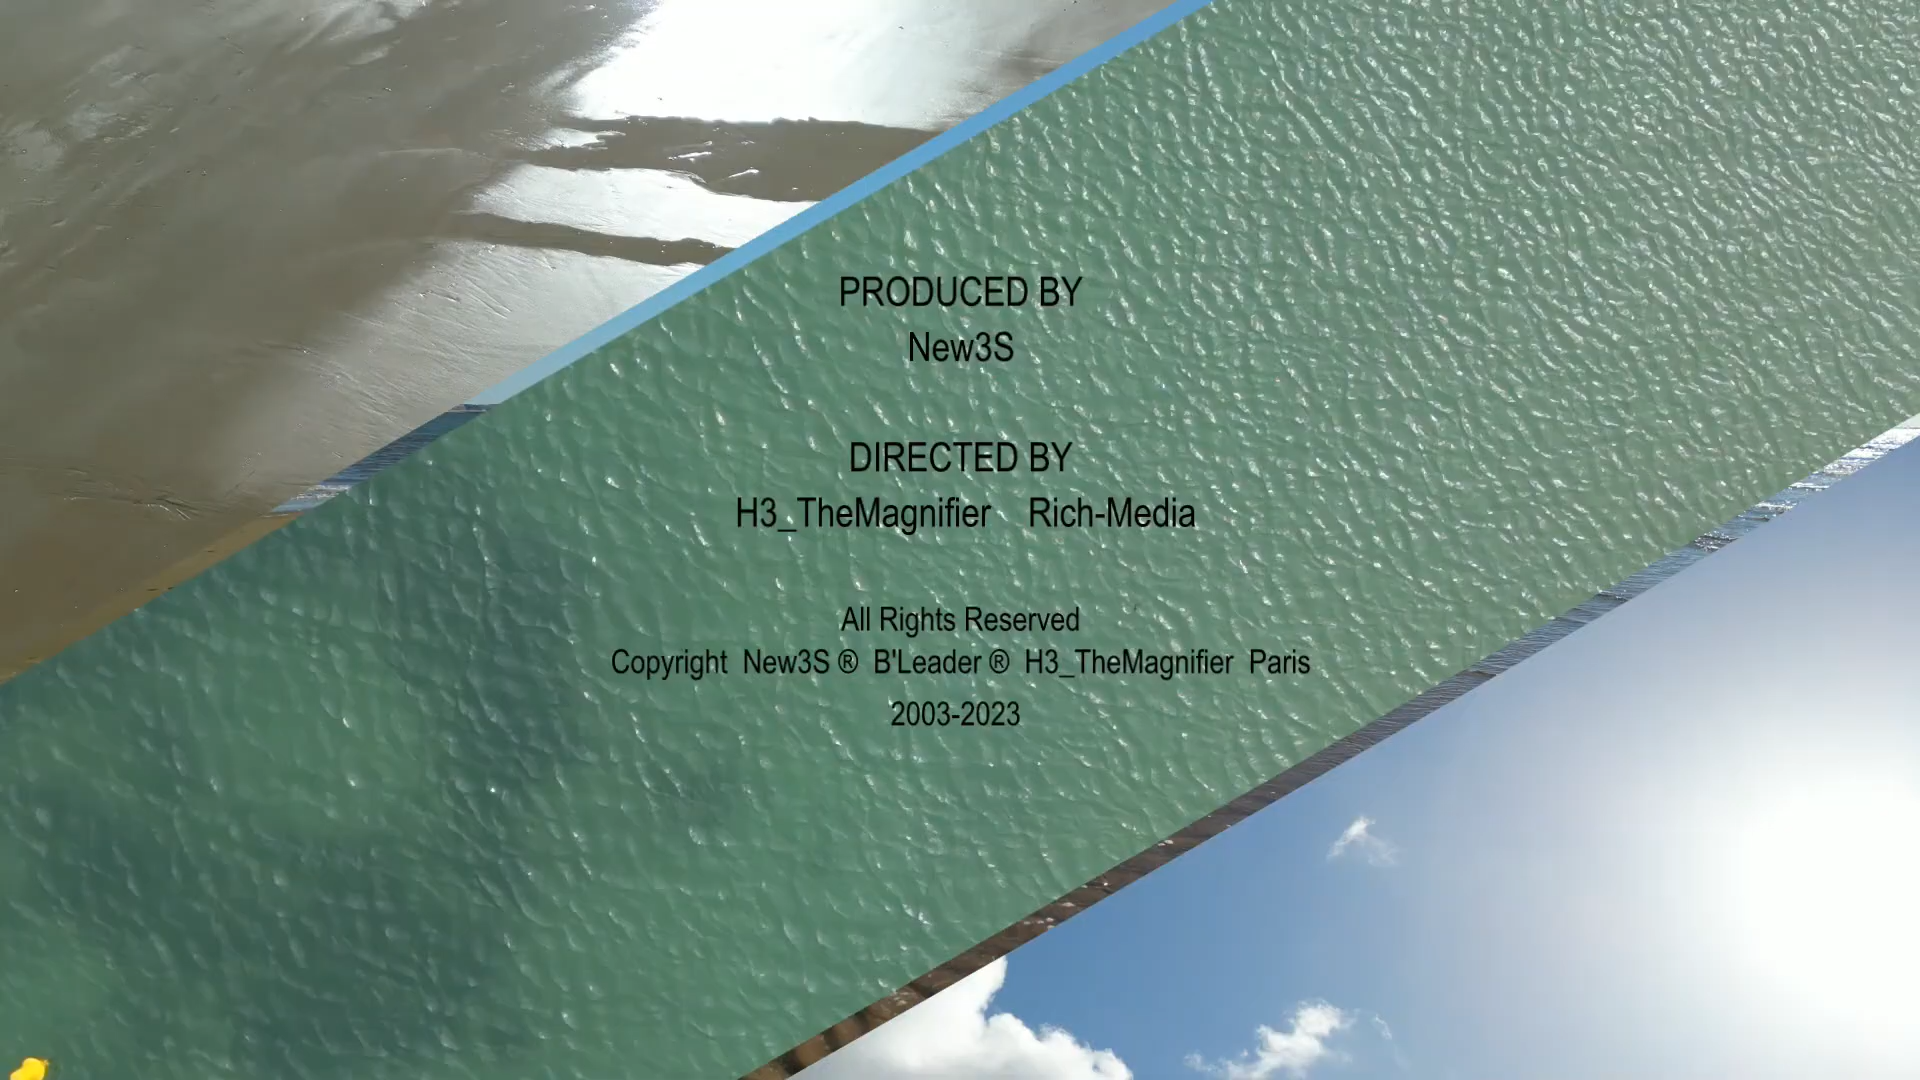 PRODUCED BY
New3S
DIRECTED BY
H3_TheMagnifier Rich-Media
All Rights Reserved
Copyright New3S ® B'Leader ® H3_TheMagnifier Paris
2003-2023